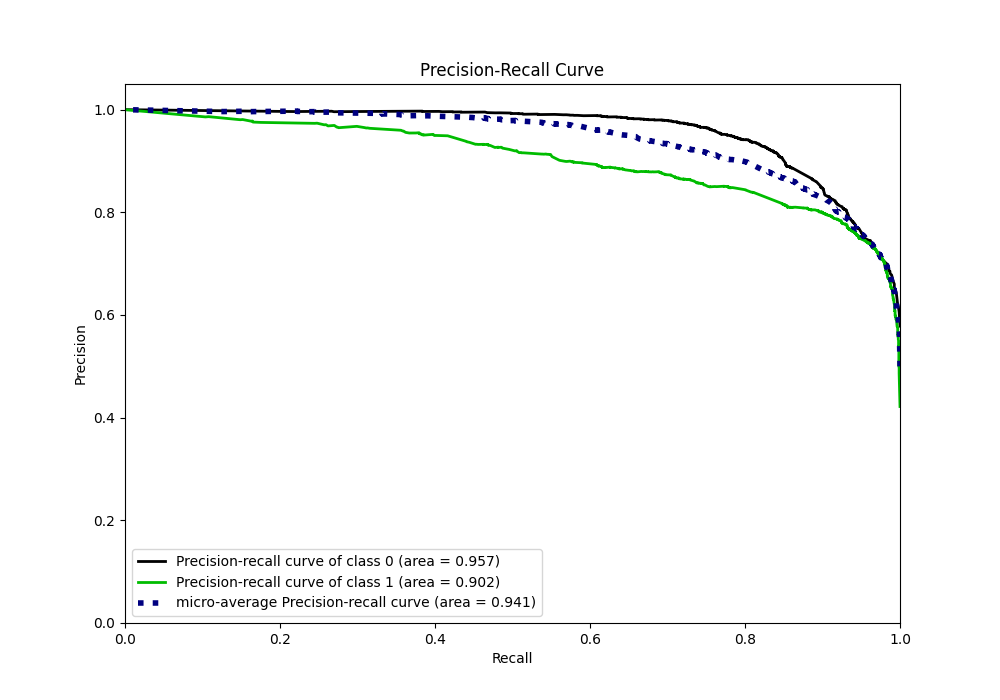 Precision-Recall Curve
1.0
0.8
0.6
0.4
0.2
0.0
Precision
Precision-recall curve of class 0 (area = 0.957)
Precision-recall curve of class 1 (area = 0.902)
micro-average Precision-recall curve (area = 0.941)
0.0 0.2 0.4 0.6 0.8 1.0
Recall